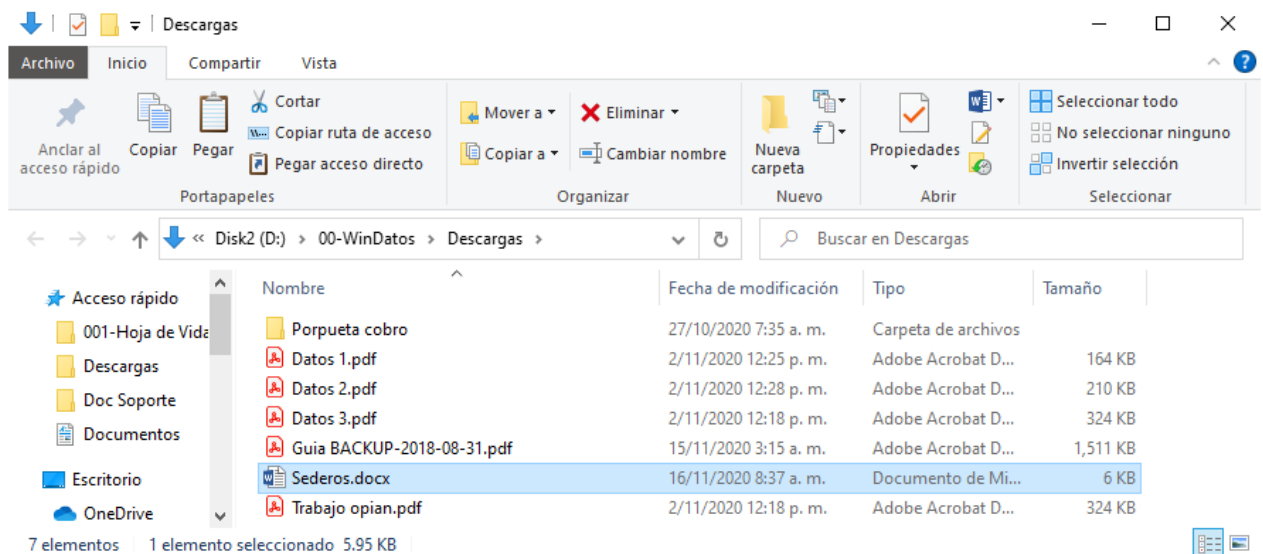 Descargas
Archivo Inicio Compartir Vista
Anclar al acceso rápido Copiar Pegar Cortar Copiar ruta de acceso Pegar acceso directo Mover a Copiar a Eliminar Cambiar nombre Nueva carpeta Propiedades Seleccionar todo No seleccionar ninguno Invertir selección
Portapapeles Organizar Nuevo Abrir Seleccionar
« Disk2 (D:) > 00-WinDatos > Descargas > Buscar en Descargas
Nombre Fecha de modificación Tipo Tamaño
Acceso rápido
001-Hoja de Vida
Descargas
Doc Soporte
Documentos
Escritorio
OneDrive
Porpueta cobro 27/10/2020 7:35 a. m. Carpeta de archivos
Datos 1.pdf 2/11/2020 12:25 p. m. Adobe Acrobat D... 164 KB
Datos 2.pdf 2/11/2020 12:28 p. m. Adobe Acrobat D... 210 KB
Datos 3.pdf 2/11/2020 12:18 p. m. Adobe Acrobat D... 324 KB
Guia BACKUP-2018-08-31.pdf 15/11/2020 3:15 a. m. Adobe Acrobat D... 1,511 KB
Sederos.docx 16/11/2020 8:37 a. m. Documento de Mi... 6 KB
Trabajo opian.pdf 2/11/2020 12:18 p. m. Adobe Acrobat D... 324 KB
7 elementos 1 elemento seleccionado 5,95 KB